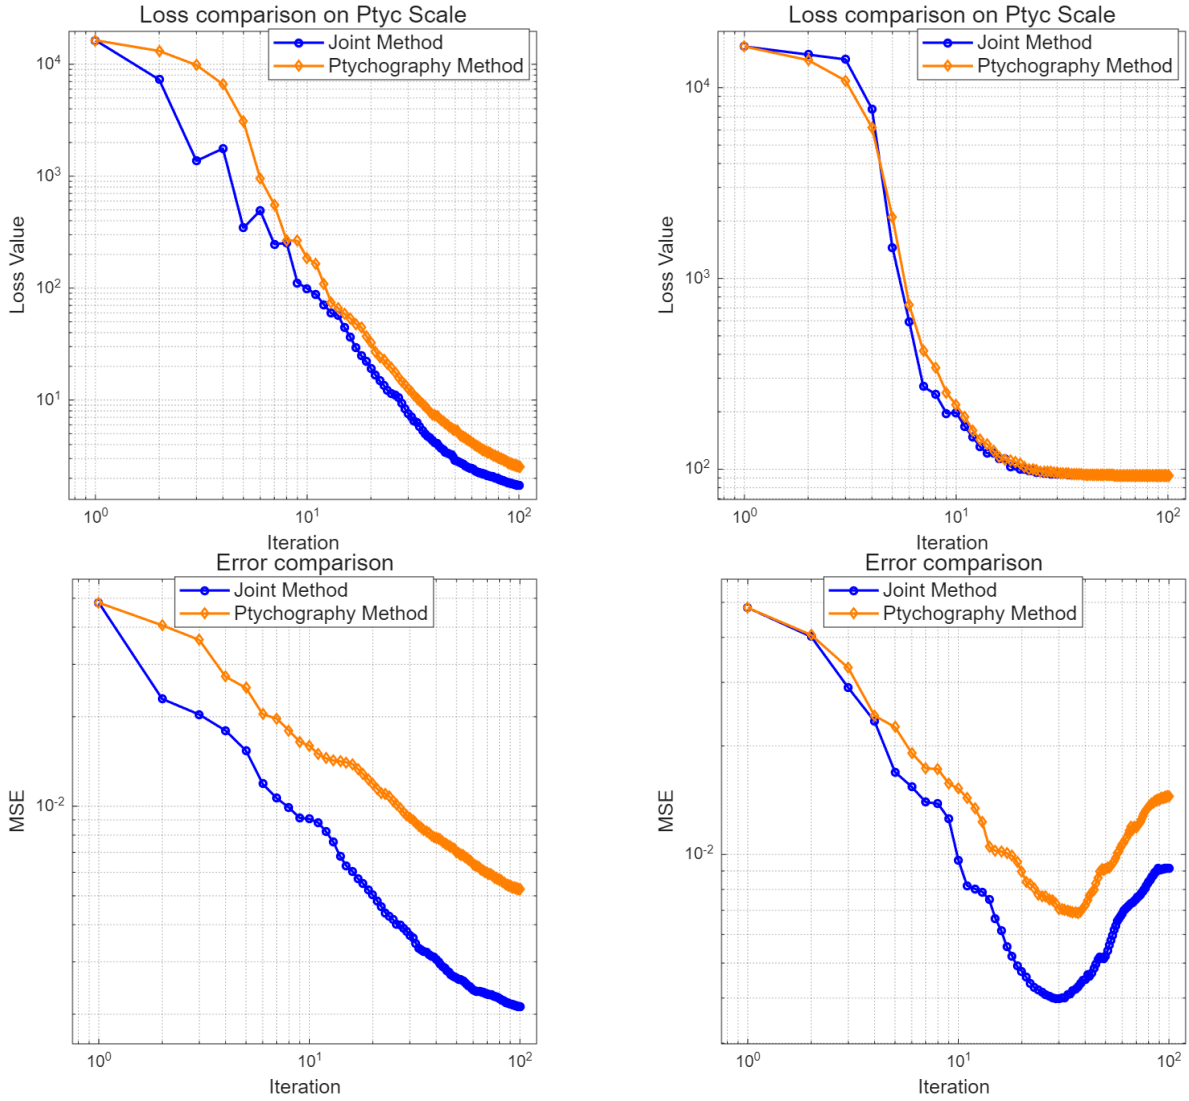 Loss comparison on Ptyc Scale
Joint Method
Ptychography Method
10^4
10^3
10^2
10^1
Loss Value
10^0
10^1
10^2
Iteration
Loss comparison on Ptyc Scale
Joint Method
Ptychography Method
10^4
10^3
10^2
Loss Value
10^0
10^1
10^2
Iteration
Error comparison
Joint Method
Ptychography Method
10^-2
MSE
10^0
10^1
10^2
Iteration
Error comparison
Joint Method
Ptychography Method
10^-2
MSE
10^0
10^1
10^2
Iteration